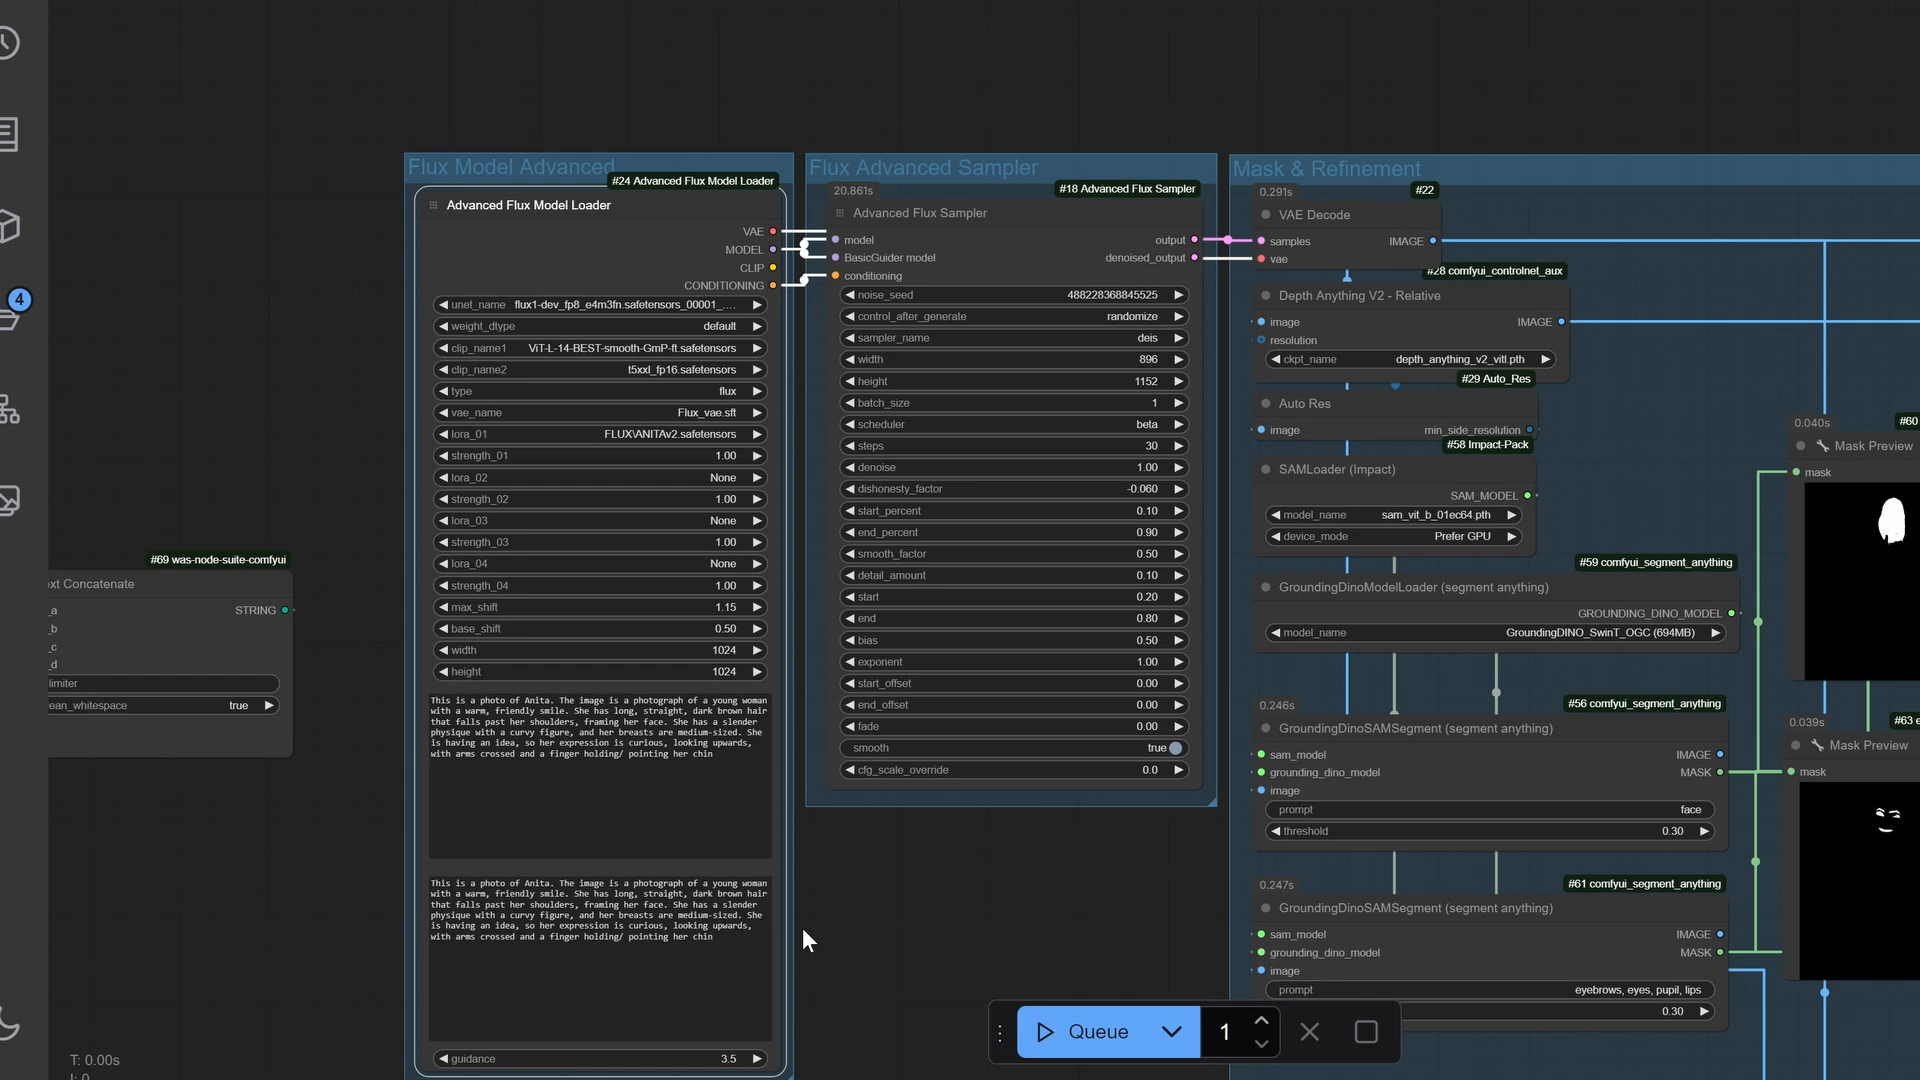 4
#69 was-node-suite-comfyui
ext Concatenate
_a
STRING
_b
_c
_d
limiter
ean_whitespace true
T: 0.00s
Flux Model Advanced
#24 Advanced Flux Model Loader
Advanced Flux Model Loader
VAE
MODEL
CLIP
CONDITIONING
unet_name flux1-dev_fp8_e4m3fn.safetensors_00001_...
weight_dtype default
clip_name1 ViT-L-14-BEST-smooth-GmP-ft.safetensors
clip_name2 t5xxl_fp16.safetensors
type flux
vae_name Flux_vae.sft
lora_01 FLUX\ANITAv2.safetensors
strength_01 1.00
lora_02 None
strength_02 1.00
lora_03 None
strength_03 1.00
lora_04 None
strength_04 1.00
max_shift 1.15
base_shift 0.50
width 1024
height 1024
This is a photo of Anita. The image is a photograph of a young woman
with a warm, friendly smile. She has long, straight, dark brown hair
that falls past her shoulders, framing her face. She has a slender
physique with a curvy figure, and her breasts are medium-sized. She
is having an idea, so her expression is curious, looking upwards,
with arms crossed and a finger holding/ pointing her chin
This is a photo of Anita. The image is a photograph of a young woman
with a warm, friendly smile. She has long, straight, dark brown hair
that falls past her shoulders, framing her face. She has a slender
physique with a curvy figure, and her breasts are medium-sized. She
is having an idea, so her expression is curious, looking upwards,
with arms crossed and a finger holding/ pointing her chin
guidance 3.5
Flux Advanced Sampler
20.861s
#18 Advanced Flux Sampler
Advanced Flux Sampler
model output
BasicGuider model denoised_output
conditioning
noise_seed 488228368845525
control_after_generate randomize
sampler_name deis
width 896
height 1152
batch_size 1
scheduler beta
steps 30
denoise 1.00
dishonesty_factor -0.060
start_percent 0.10
end_percent 0.90
smooth_factor 0.50
detail_amount 0.10
start 0.20
end 0.80
bias 0.50
exponent 1.00
start_offset 0.00
end_offset 0.00
fade 0.00
smooth true
cfg_scale_override 0.0
Mask & Refinement
0.291s
#22
VAE Decode
samples IMAGE
vae
#28 comfyui_controlnet_aux
Depth Anything V2 - Relative
image IMAGE
resolution
ckpt_name depth_anything_v2_vitl.pth
#29 Auto_Res
Auto Res
image min_side_resolution
#58 Impact-Pack
SAMLoader (Impact)
SAM_MODEL
model_name sam_vit_b_01ec64.pth
device_mode Prefer GPU
#59 comfyui_segment_anything
GroundingDinoModelLoader (segment anything)
GROUNDING_DINO_MODEL
model_name GroundingDINO_SwinT_OGC (694MB)
0.246s
#56 comfyui_segment_anything
GroundingDinoSAMSegment (segment anything)
sam_model IMAGE
grounding_dino_model MASK
image
prompt face
threshold 0.30
0.247s
#61 comfyui_segment_anything
GroundingDinoSAMSegment (segment anything)
sam_model IMAGE
grounding_dino_model MASK
image
prompt eyebrows, eyes, pupil, lips
0.30
0.040s
#60
Mask Preview
mask
0.039s
#63
Mask Preview
mask
Queue
1